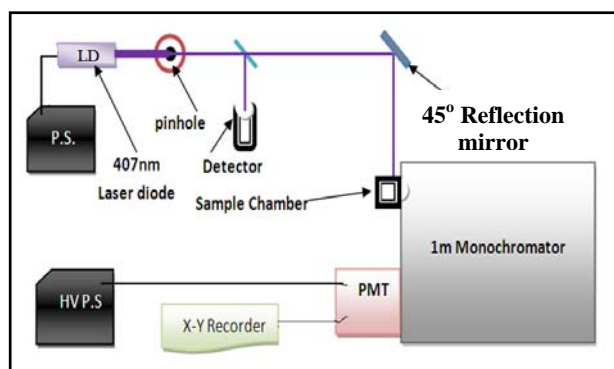 LD
pinhole
P.S.
407nm
Laser diode
Detector
45° Reflection
mirror
Sample Chamber
1m Monochromator
HV P.S
PMT
X-Y Recorder